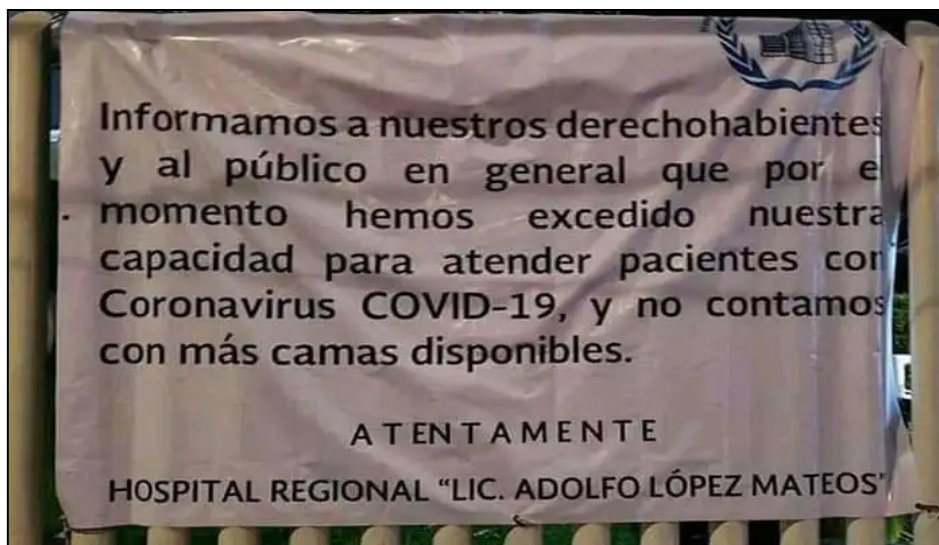 Informamos a nuestros derechohabientes
y al público en general que por el
momento hemos excedido nuestra
capacidad para atender pacientes con
Coronavirus COVID-19, y no contamos
con más camas disponibles.
ATENTAMENTE
HOSPITAL REGIONAL “LIC. ADOLFO LÓPEZ MATEOS”